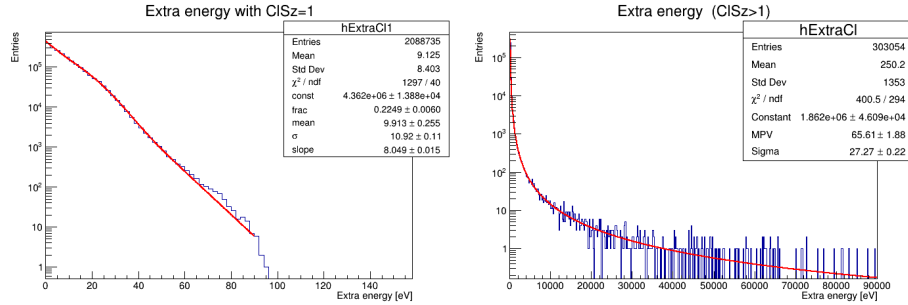 Extra energy with ClSz=1
hExtraCl1
Entries 2088735
Mean 9.125
Std Dev 8.403
χ² / ndf 1297 / 40
const 4.362e+06 ± 1.388e+04
frac 0.2249 ± 0.0060
mean 9.913 ± 0.255
σ 10.92 ± 0.11
slope 8.049 ± 0.015
Entries
10⁵
10⁴
10³
10²
10
1
0 20 40 60 80 100 120 140
Extra energy [eV]
Extra energy (ClSz>1)
hExtraCl
Entries 303054
Mean 250.2
Std Dev 1353
χ² / ndf 400.5 / 294
Constant 1.862e+06 ± 4.609e+04
MPV 65.61 ± 1.88
Sigma 27.27 ± 0.22
Entries
10⁵
10⁴
10³
10²
10
1
0 10000 20000 30000 40000 50000 60000 70000 80000 90000
Extra energy [eV]